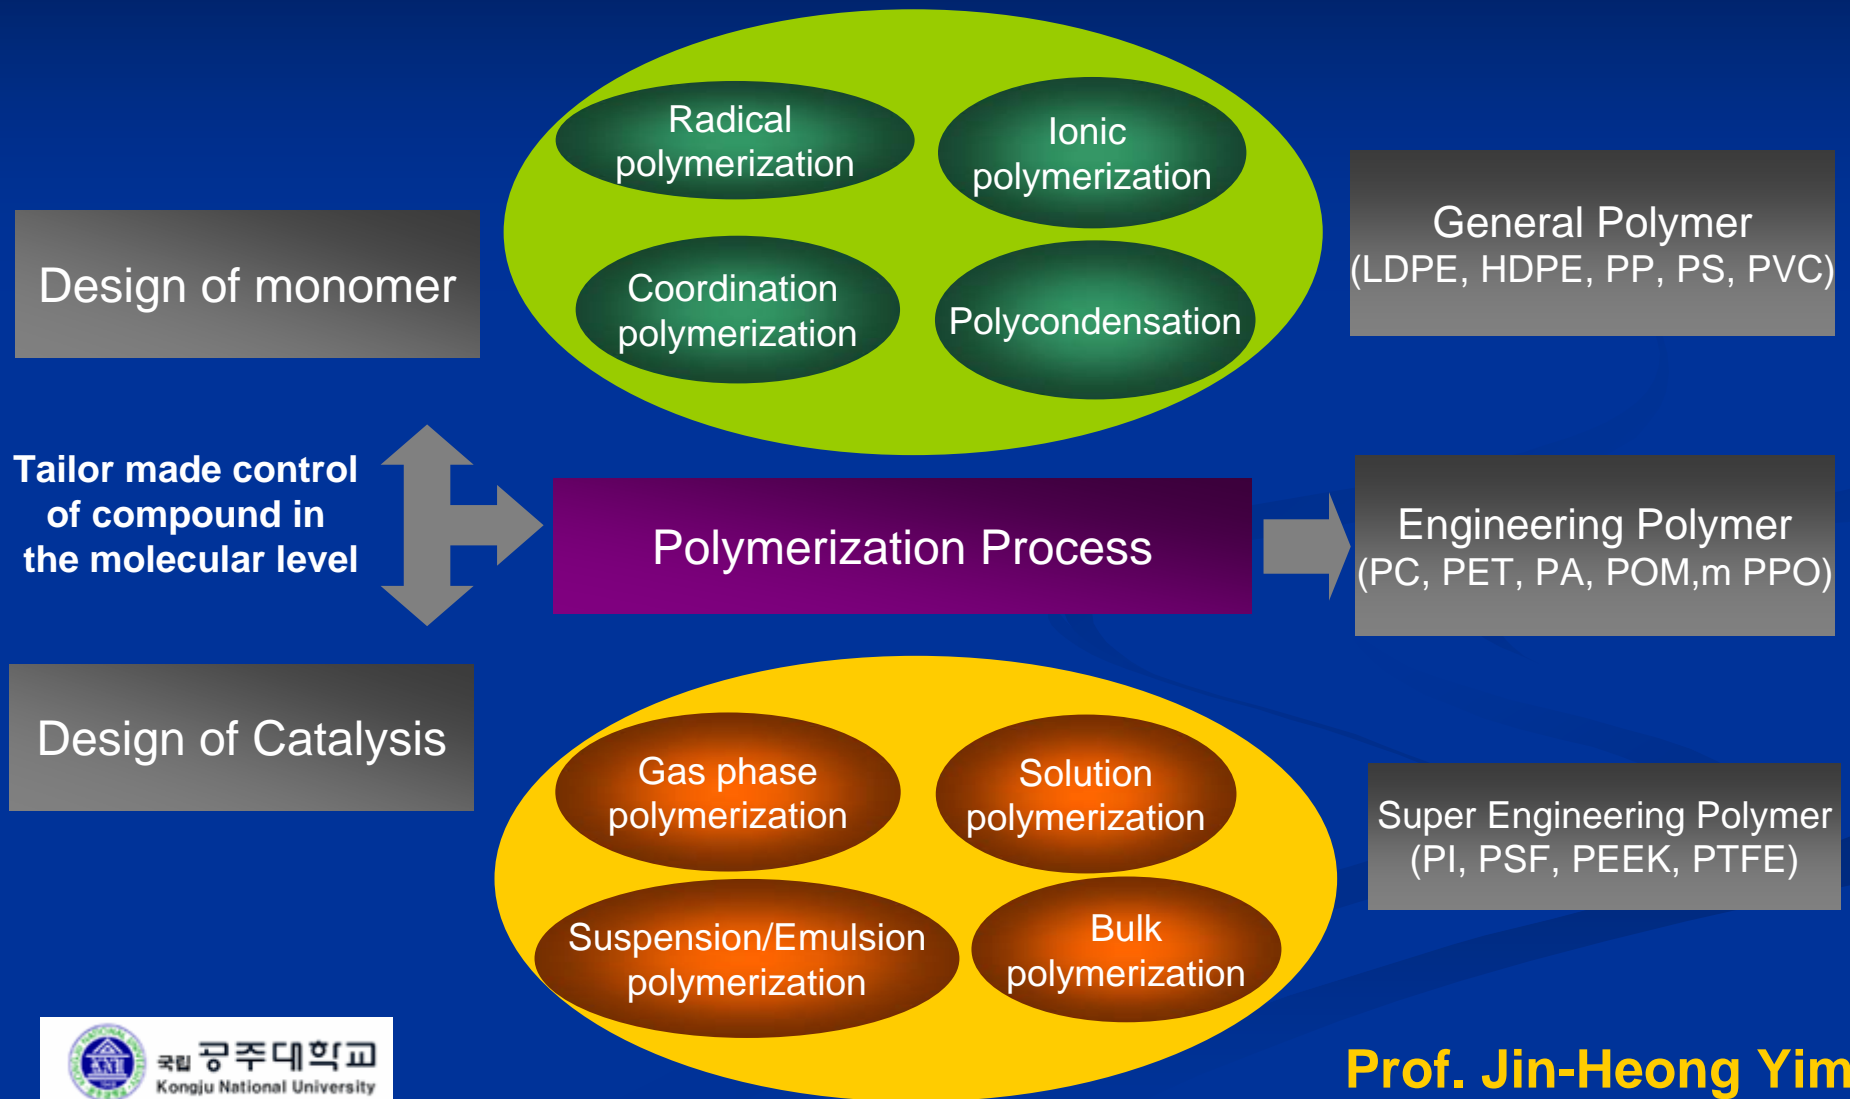 Radical
polymerization
Ionic
polymerization
Coordination
polymerization
Polycondensation
Design of monomer
General Polymer
(LDPE, HDPE, PP, PS, PVC)
Tailor made control
of compound in
the molecular level
Polymerization Process
Engineering Polymer
(PC, PET, PA, POM,m PPO)
Design of Catalysis
Gas phase
polymerization
Solution
polymerization
Suspension/Emulsion
polymerization
Bulk
polymerization
Super Engineering Polymer
(PI, PSF, PEEK, PTFE)
국립 공주대학교
Kongju National University
Prof. Jin-Heong Yim